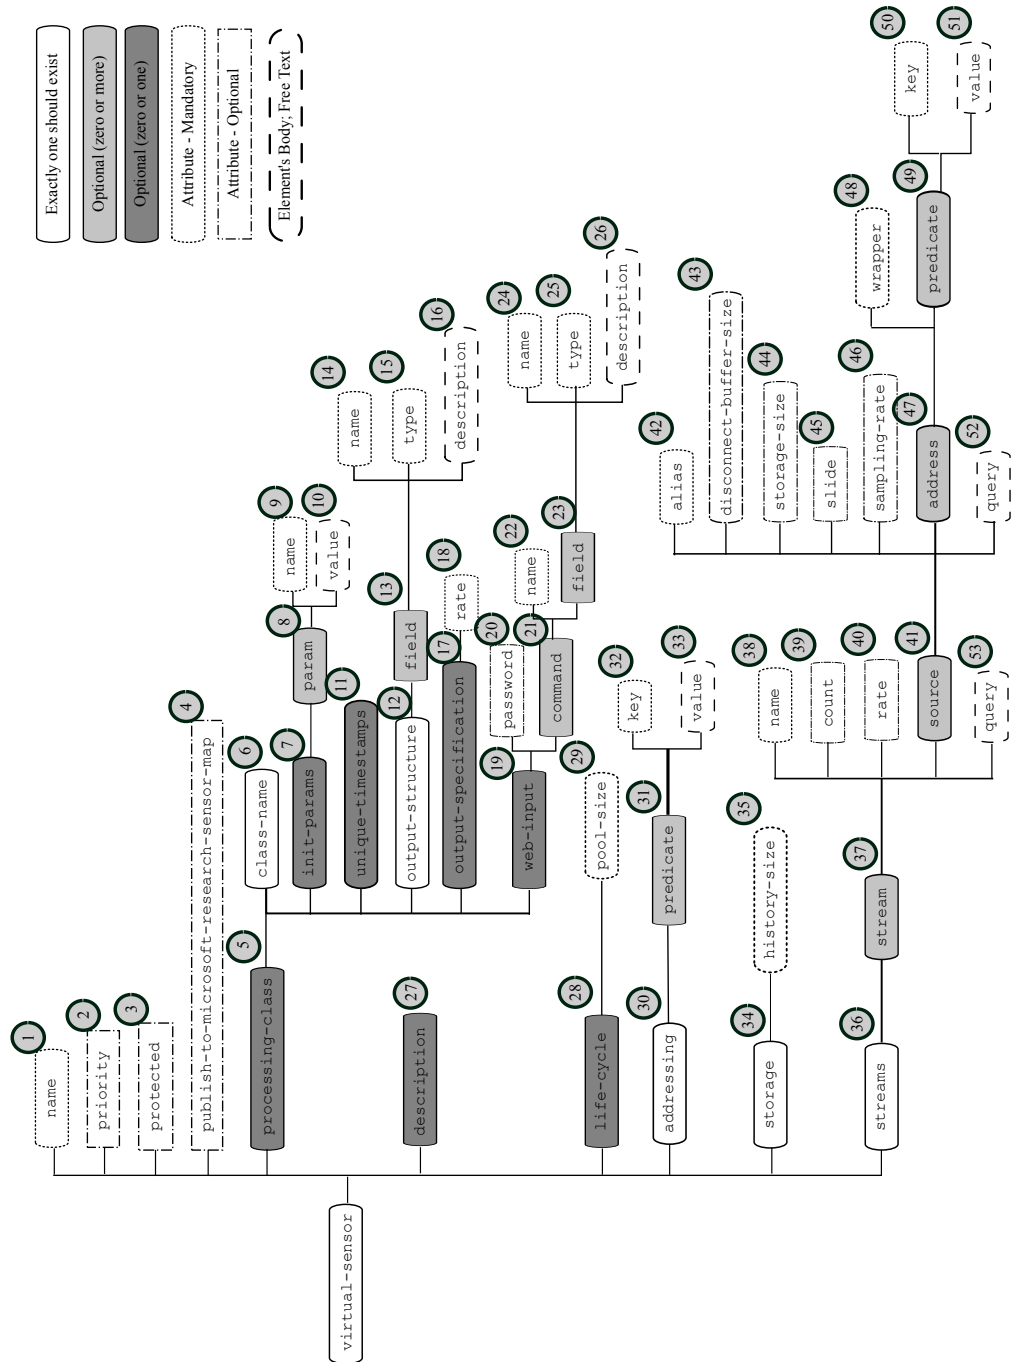 virtual-sensor
name
1
priority
2
protected
3
publish-to-microsoft-research-sensor-map
4
processing-class
5
class-name
6
init-params
7
param
8
name
9
value
10
unique-timestamps
11
output-structure
12
field
13
name
14
type
15
description
16
output-specification
17
rate
18
web-input
19
password
20
command
21
name
22
field
23
name
24
type
25
description
26
description
27
life-cycle
28
pool-size
29
addressing
30
predicate
31
key
32
value
33
storage
34
history-size
35
streams
36
stream
37
name
38
count
39
rate
40
source
41
alias
42
disconnect-buffer-size
43
storage-size
44
slide
45
sampling-rate
46
address
47
wrapper
48
predicate
49
key
50
value
51
query
52
query
53
Exactly one should exist
Optional (zero or more)
Optional (zero or one)
Attribute - Mandatory
Attribute - Optional
Element's Body; Free Text